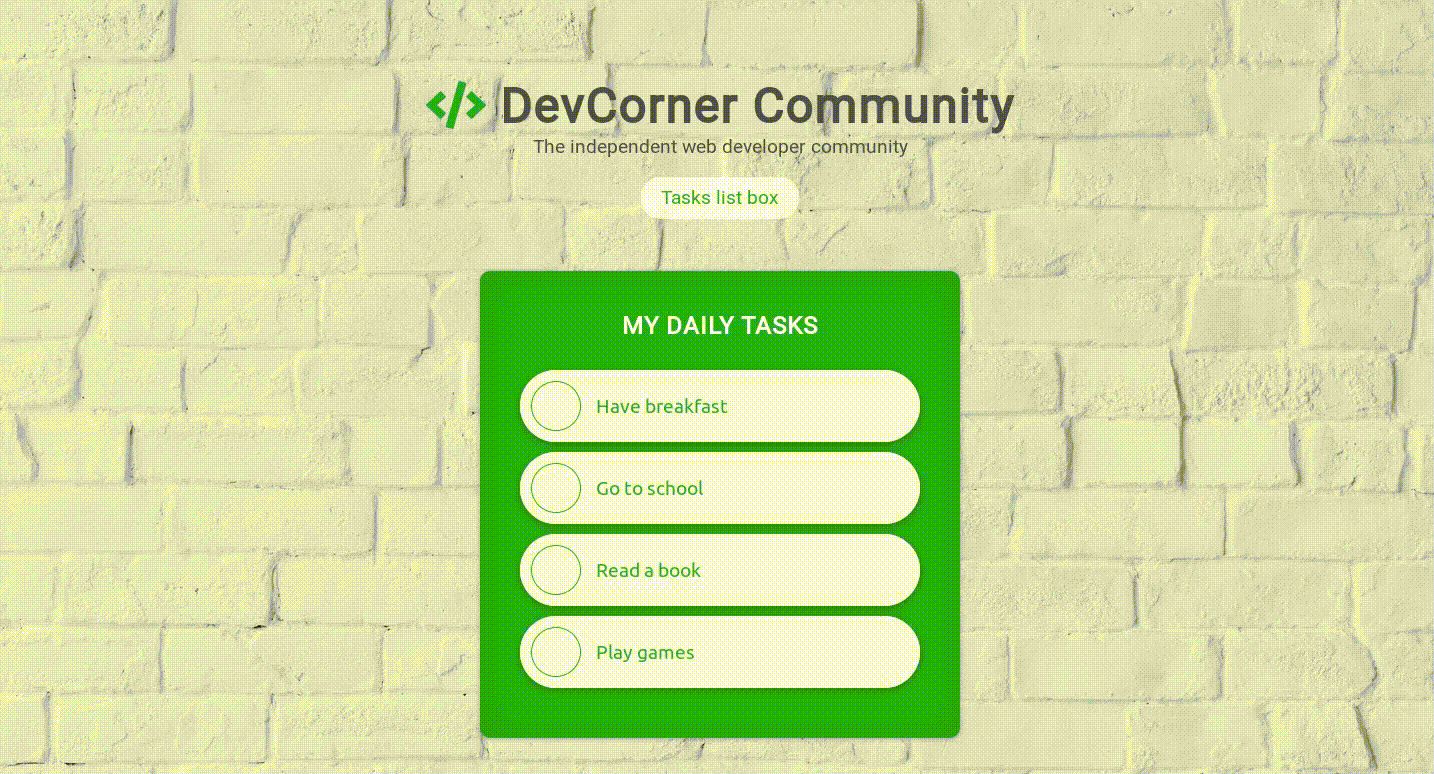 </> DevCorner Community
The independent web developer community
Tasks list box
MY DAILY TASKS
Have breakfast
Go to school
Read a book
Play games